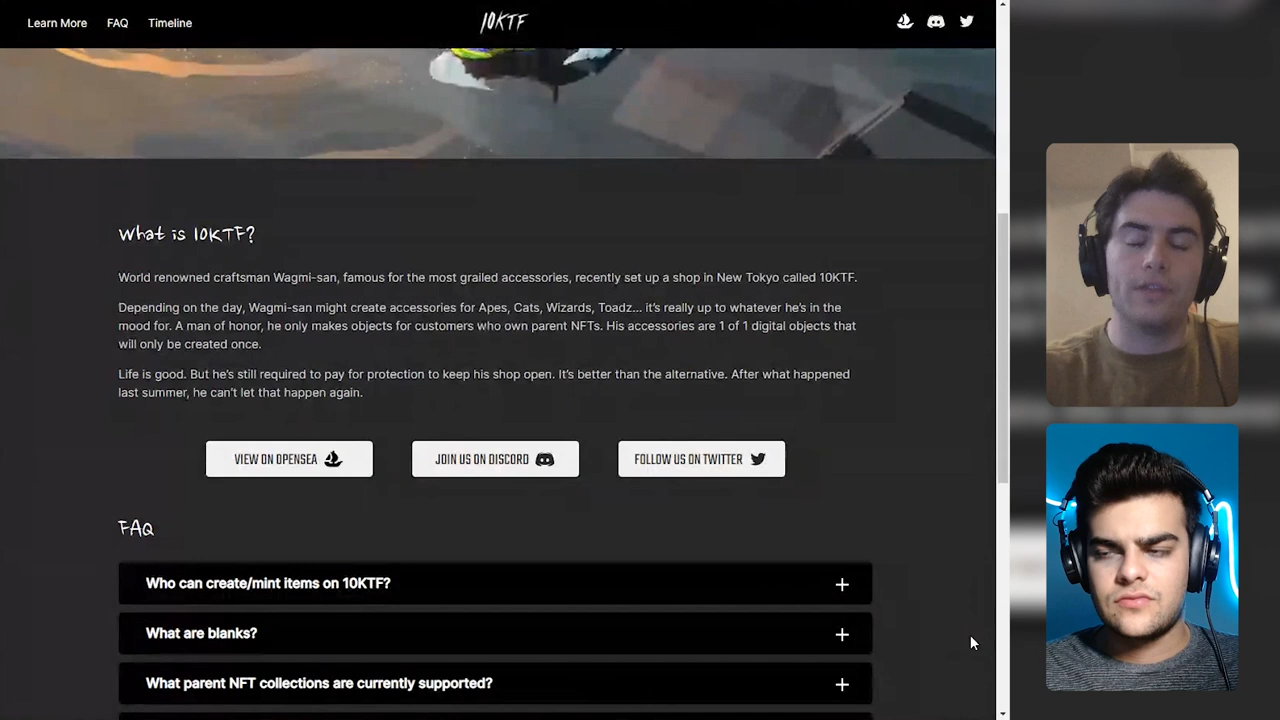 Learn More FAQ Timeline
10KTF
What is 10KTF?
World renowned craftsman Wagmi-san, famous for the most grailed accessories, recently set up a shop in New Tokyo called 10KTF.
Depending on the day, Wagmi-san might create accessories for Apes, Cats, Wizards, Toadz... it's really up to whatever he's in the
mood for. A man of honor, he only makes objects for customers who own parent NFTs. His accessories are 1 of 1 digital objects that
will only be created once.
Life is good. But he's still required to pay for protection to keep his shop open. It's better than the alternative. After what happened
last summer, he can't let that happen again.
VIEW ON OPENSEA
JOIN US ON DISCORD
FOLLOW US ON TWITTER
FAQ
Who can create/mint items on 10KTF?
What are blanks?
What parent NFT collections are currently supported?